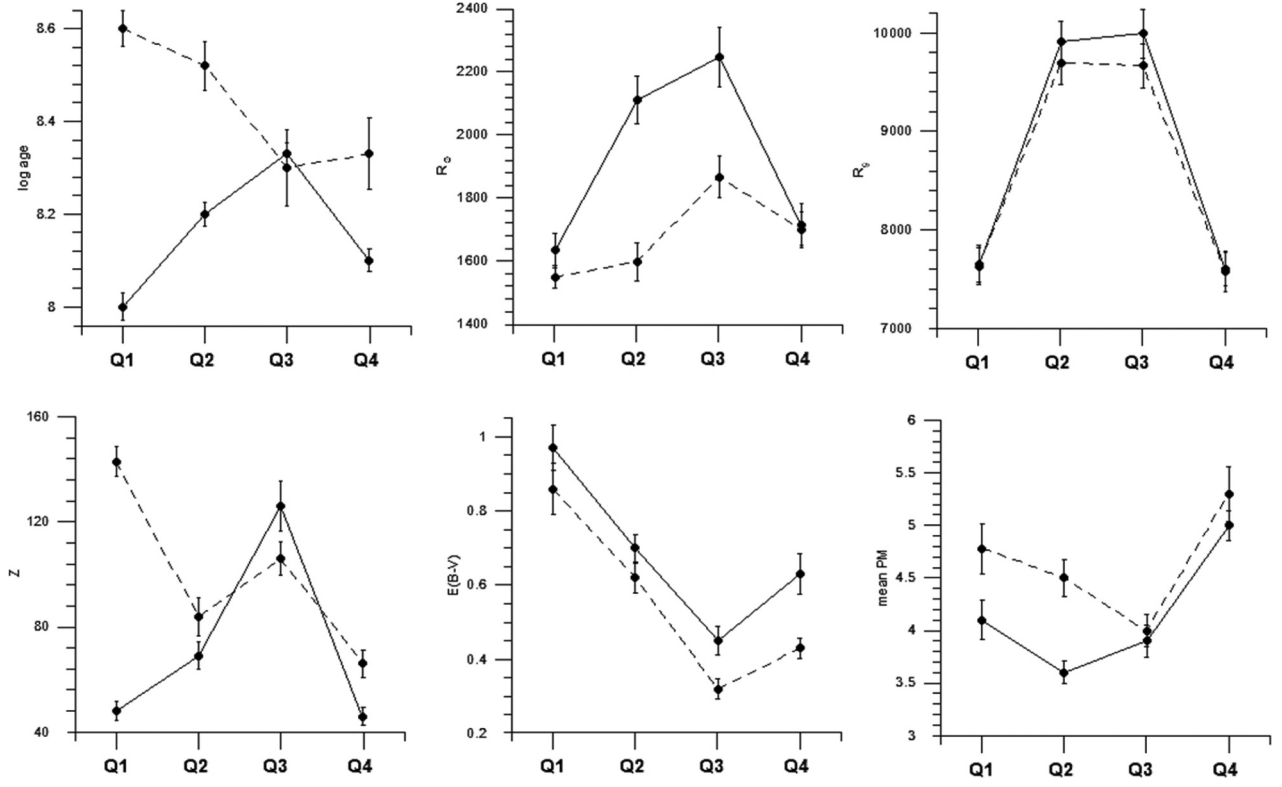 log age
8.6
8.4
8.2
8
Q1 Q2 Q3 Q4
R⊙
2400
2200
2000
1800
1600
1400
Q1 Q2 Q3 Q4
Rg
10000
9000
8000
7000
Q1 Q2 Q3 Q4
Z
160
120
80
40
Q1 Q2 Q3 Q4
E(B-V)
1
0.8
0.6
0.4
0.2
Q1 Q2 Q3 Q4
mean PM
6
5.5
5
4.5
4
3.5
3
Q1 Q2 Q3 Q4